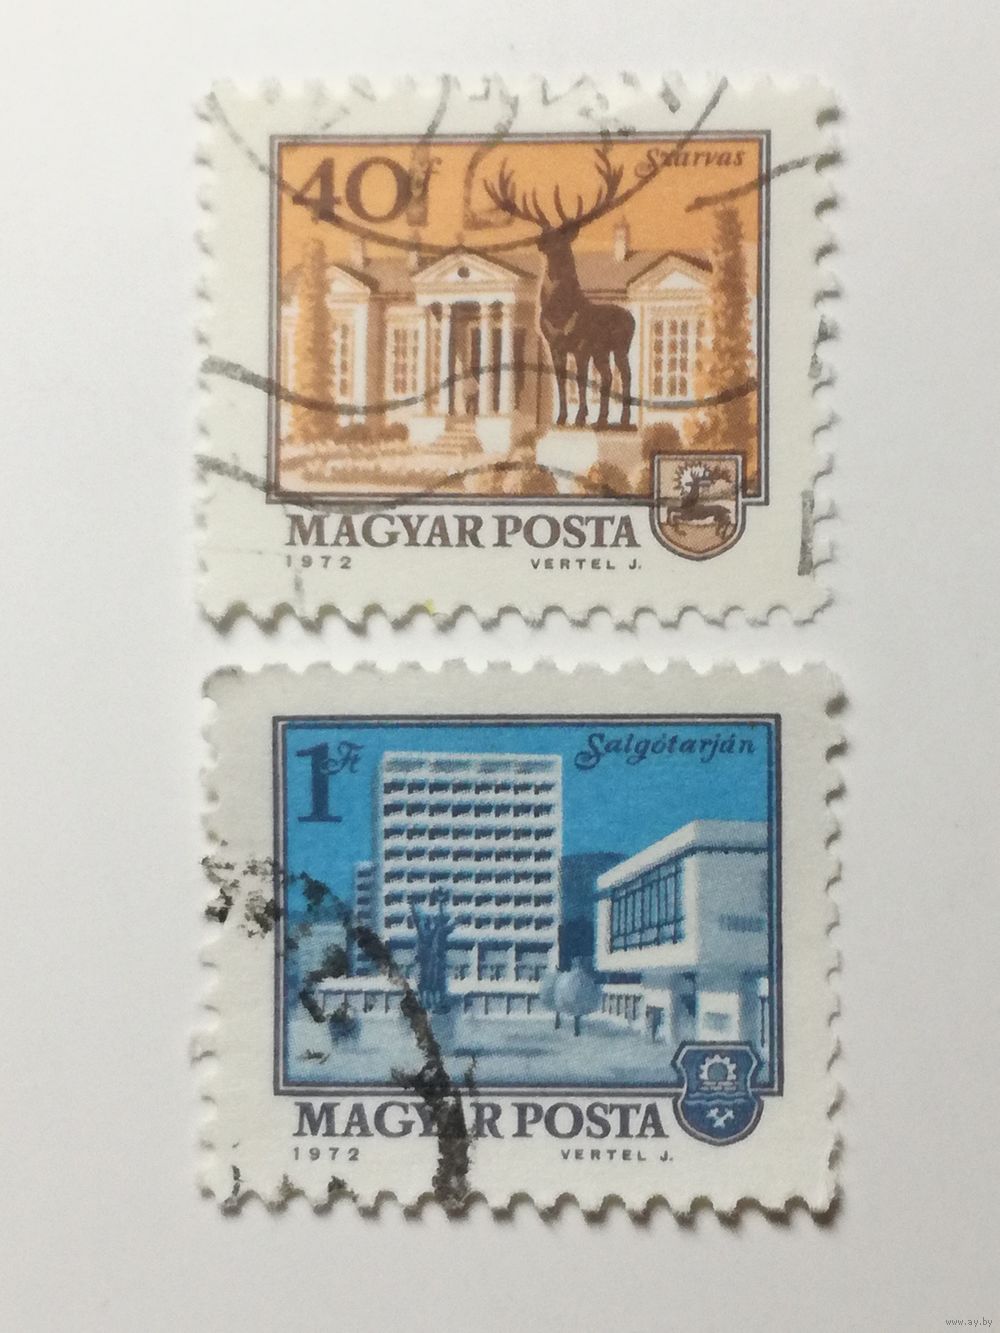 40f
Szarvas
MAGYAR POSTA
1972 VERTEL J.
1Ft
Salgótarján
MAGYAR POSTA
1972 VERTEL J.
www.ay.by